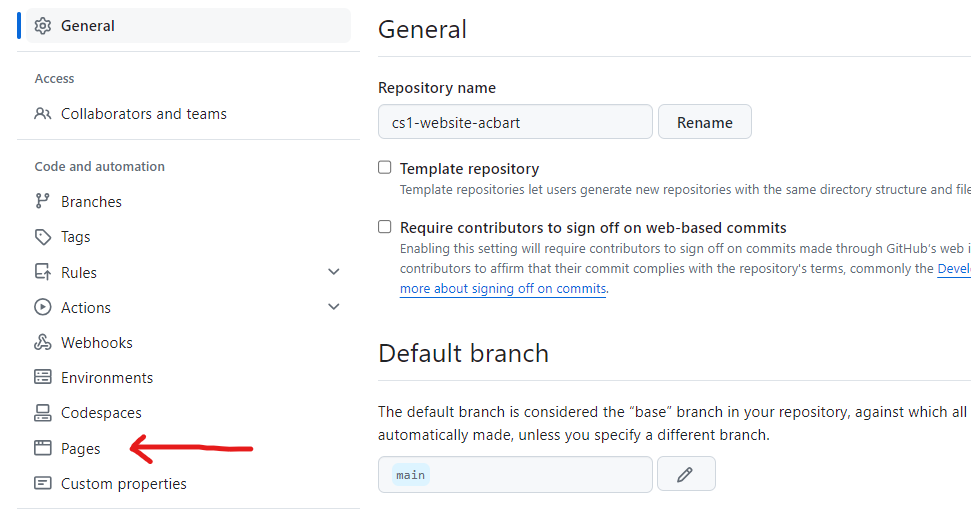 General
Access
Collaborators and teams
Code and automation
Branches
Tags
Rules
Actions
Webhooks
Environments
Codespaces
Pages
Custom properties
General
Repository name
cs1-website-acbart
Rename
Template repository
Template repositories let users generate new repositories with the same directory structure and file
Require contributors to sign off on web-based commits
Enabling this setting will require contributors to sign off on commits made through GitHub's web i
contributors to affirm that their commit complies with the repository's terms, commonly the Devel
more about signing off on commits.
Default branch
The default branch is considered the “base” branch in your repository, against which all
automatically made, unless you specify a different branch.
main